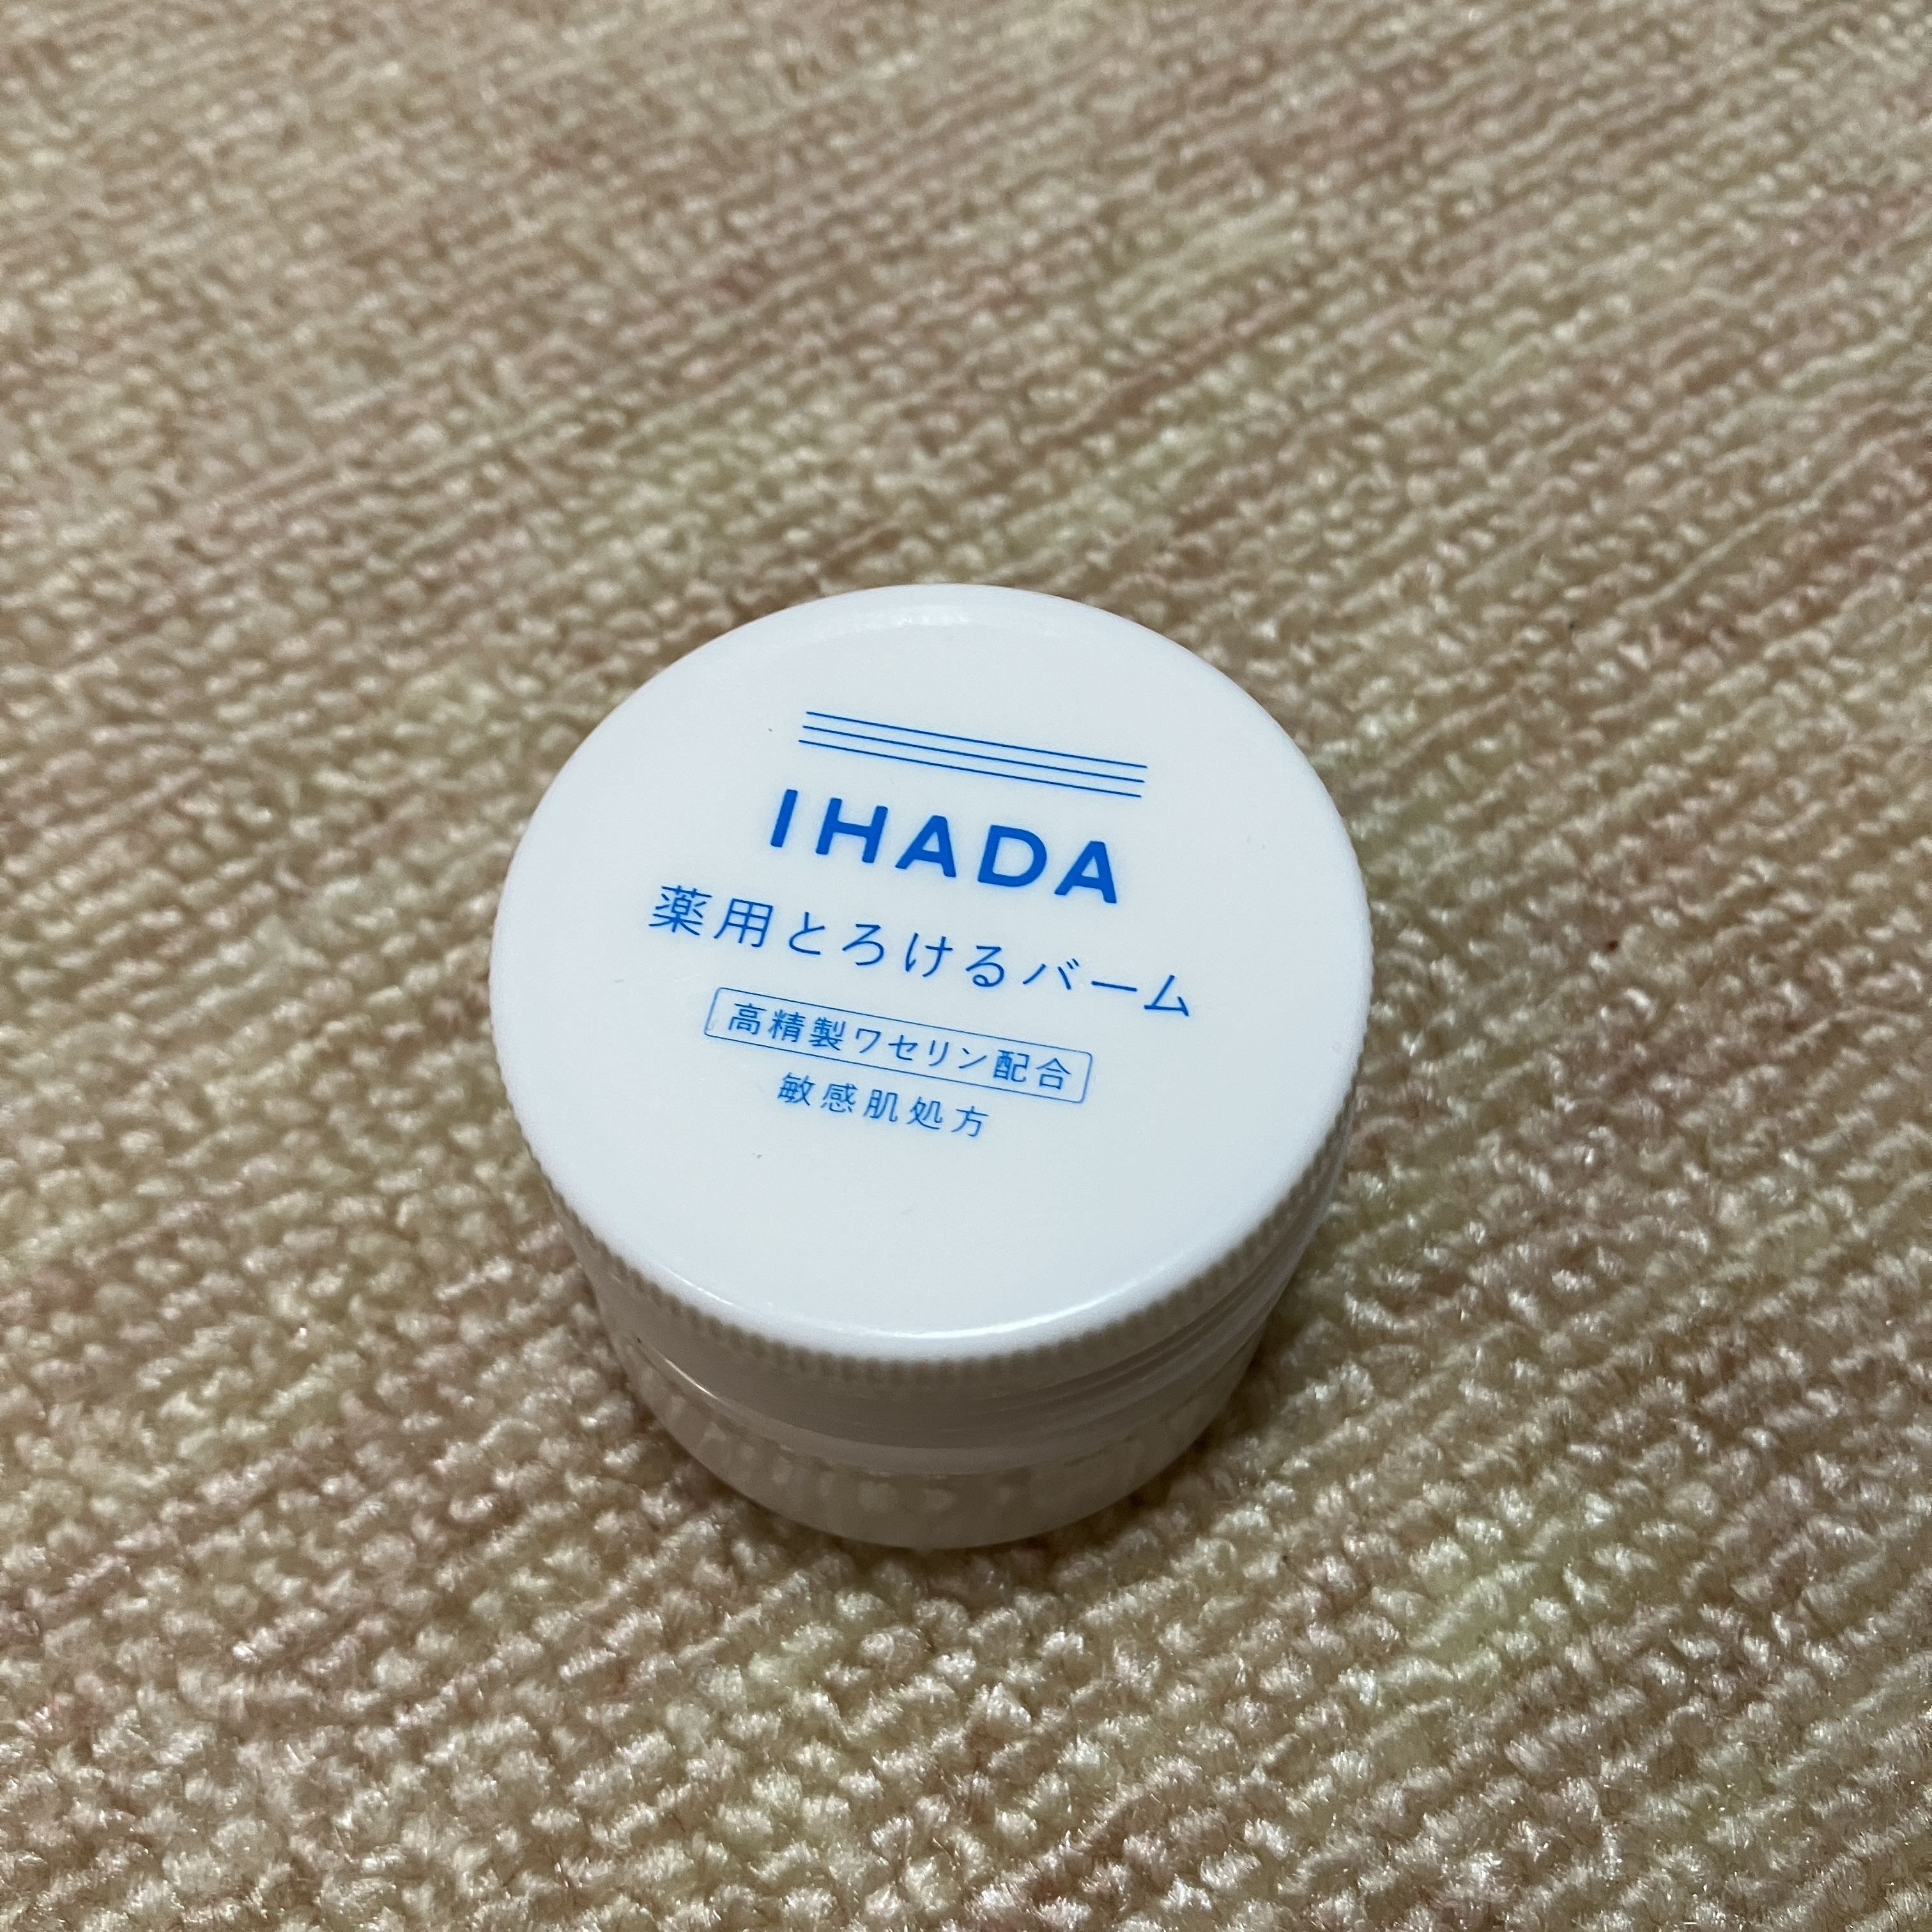 IHADA
薬用とろけるバーム
高精製ワセリン配合
敏感肌処方